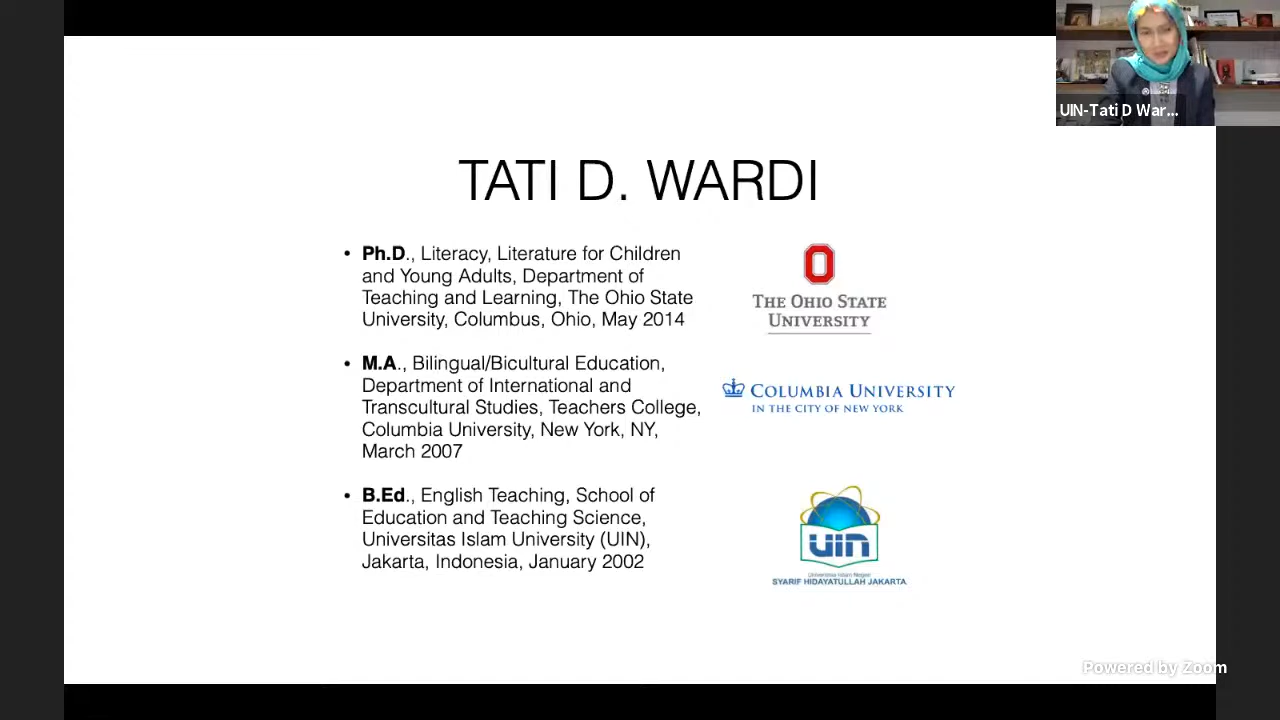 UIN-Tati D War...
TATI D. WARDI
• Ph.D., Literacy, Literature for Children
and Young Adults, Department of
Teaching and Learning, The Ohio State
University, Columbus, Ohio, May 2014
THE OHIO STATE
UNIVERSITY
• M.A., Bilingual/Bicultural Education,
Department of International and
Transcultural Studies, Teachers College,
Columbia University, New York, NY,
March 2007
COLUMBIA UNIVERSITY
IN THE CITY OF NEW YORK
• B.Ed., English Teaching, School of
Education and Teaching Science,
Universitas Islam University (UIN),
Jakarta, Indonesia, January 2002
uin
Universitas Islam Negeri
SYARIF HIDAYATULLAH JAKARTA
Powered by Zoom